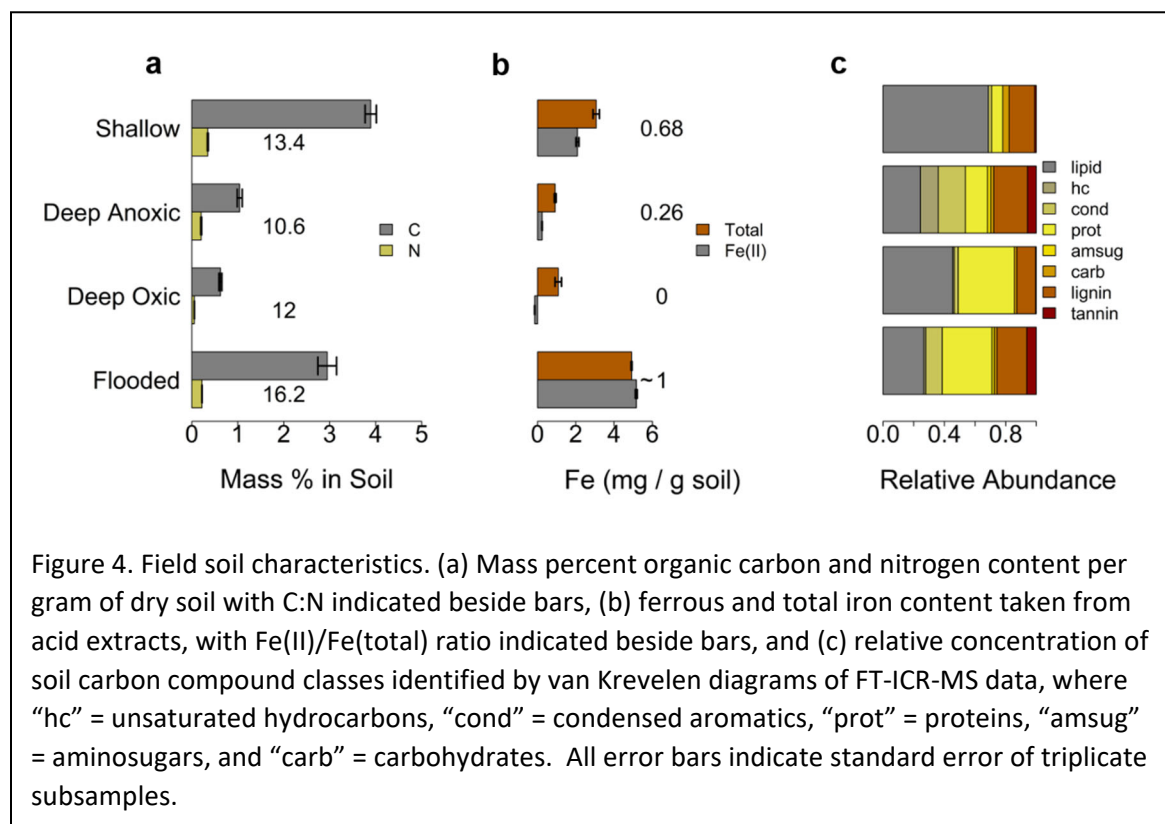 a
b
c
Shallow
Deep Anoxic
Deep Oxic
Flooded
13.4
10.6
12
16.2
C
N
0 1 2 3 4 5
Mass % in Soil
0.68
0.26
0
~1
Total
Fe(II)
0 2 4 6
Fe (mg / g soil)
lipid
hc
cond
prot
amsug
carb
lignin
tannin
0.0 0.4 0.8
Relative Abundance
Figure 4. Field soil characteristics. (a) Mass percent organic carbon and nitrogen content per
gram of dry soil with C:N indicated beside bars, (b) ferrous and total iron content taken from
acid extracts, with Fe(II)/Fe(total) ratio indicated beside bars, and (c) relative concentration of
soil carbon compound classes identified by van Krevelen diagrams of FT-ICR-MS data, where
“hc” = unsaturated hydrocarbons, “cond” = condensed aromatics, “prot” = proteins, “amsug”
= aminosugars, and “carb” = carbohydrates.  All error bars indicate standard error of triplicate
subsamples.